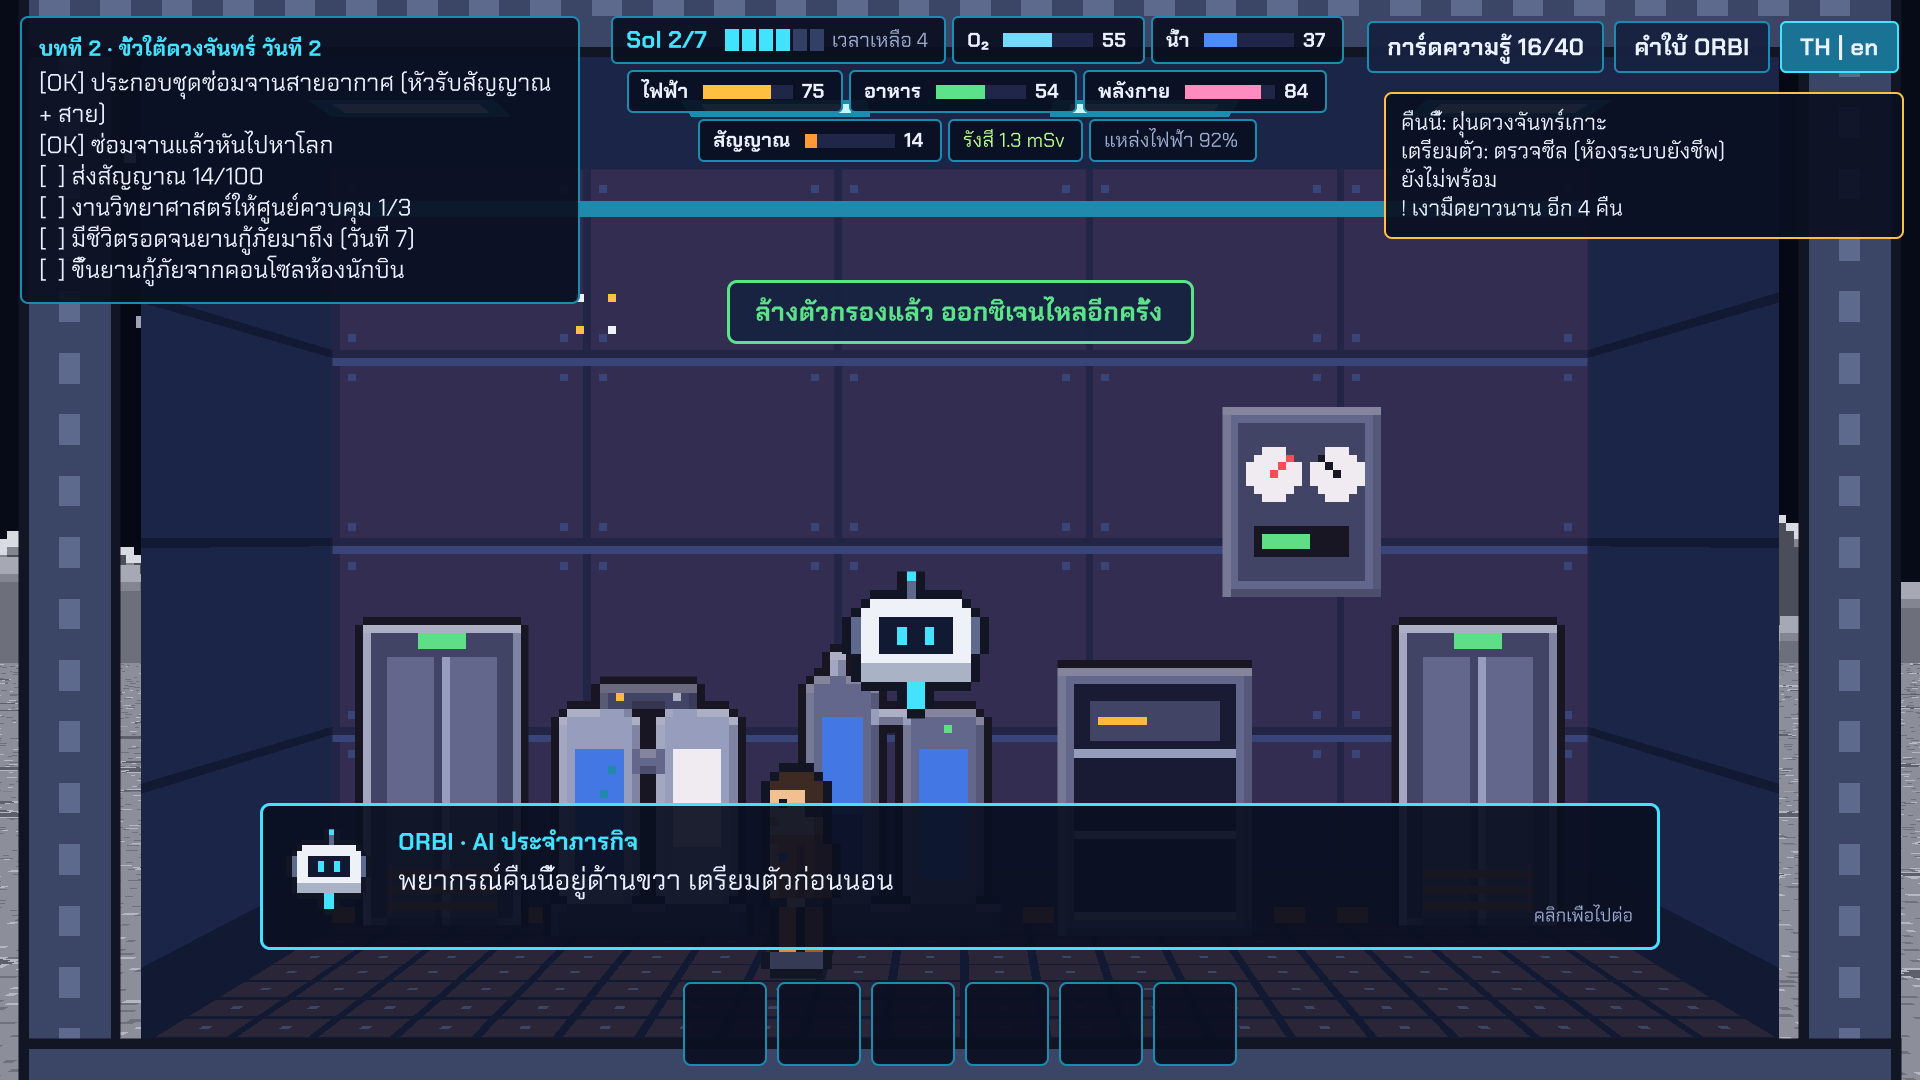 บทที่ 2 · ขั้วใต้ดวงจันทร์ วันที่ 2
[OK] ประกอบชุดซ่อมจานสายอากาศ (หัวรับสัญญาณ
+ สาย)
[OK] ซ่อมจานแล้วหันไปหาโลก
[ ] ส่งสัญญาณ 14/100
[ ] งานวิทยาศาสตร์ให้ศูนย์ควบคุม 1/3
[ ] มีชีวิตรอดจนยานกู้ภัยมาถึง (วันที่ 7)
[ ] ขึ้นยานกู้ภัยจากคอนโซลห้องนักบิน
Sol 2/7 เวลาเหลือ 4
O₂ 55
น้ำ 37
ไฟฟ้า 75
อาหาร 54
พลังกาย 84
สัญญาณ 14
รังสี 1.3 mSv
แหล่งไฟฟ้า 92%
การ์ดความรู้ 16/40
คำใบ้ ORBI
TH | en
คืนนี้: ฝุ่นดวงจันทร์เกาะ
เตรียมตัว: ตรวจซีล (ห้องระบบยังชีพ)
ยังไม่พร้อม
! เงามืดยาวนาน อีก 4 คืน
ล้างตัวกรองแล้ว ออกซิเจนไหลอีกครั้ง
ORBI · AI ประจำภารกิจ
พยากรณ์คืนนี้อยู่ด้านขวา เตรียมตัวก่อนนอน
คลิกเพื่อไปต่อ